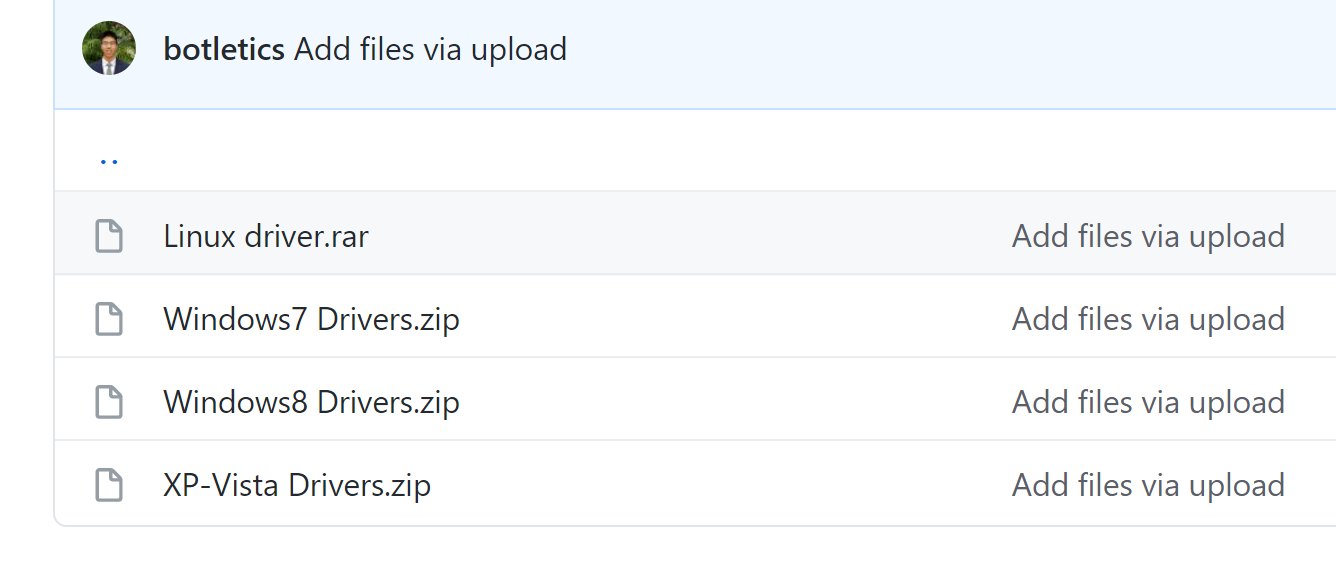 botletics Add files via upload
..
Linux driver.rar Add files via upload
Windows7 Drivers.zip Add files via upload
Windows8 Drivers.zip Add files via upload
XP-Vista Drivers.zip Add files via upload